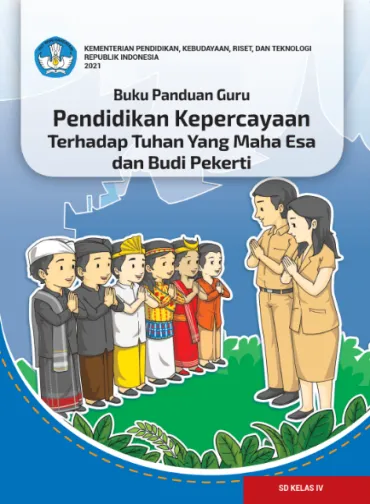 KEMENTERIAN PENDIDIKAN, KEBUDAYAAN, RISET, DAN TEKNOLOGI
REPUBLIK INDONESIA
2021
Buku Panduan Guru
Pendidikan Kepercayaan
Terhadap Tuhan Yang Maha Esa
dan Budi Pekerti
SD KELAS IV